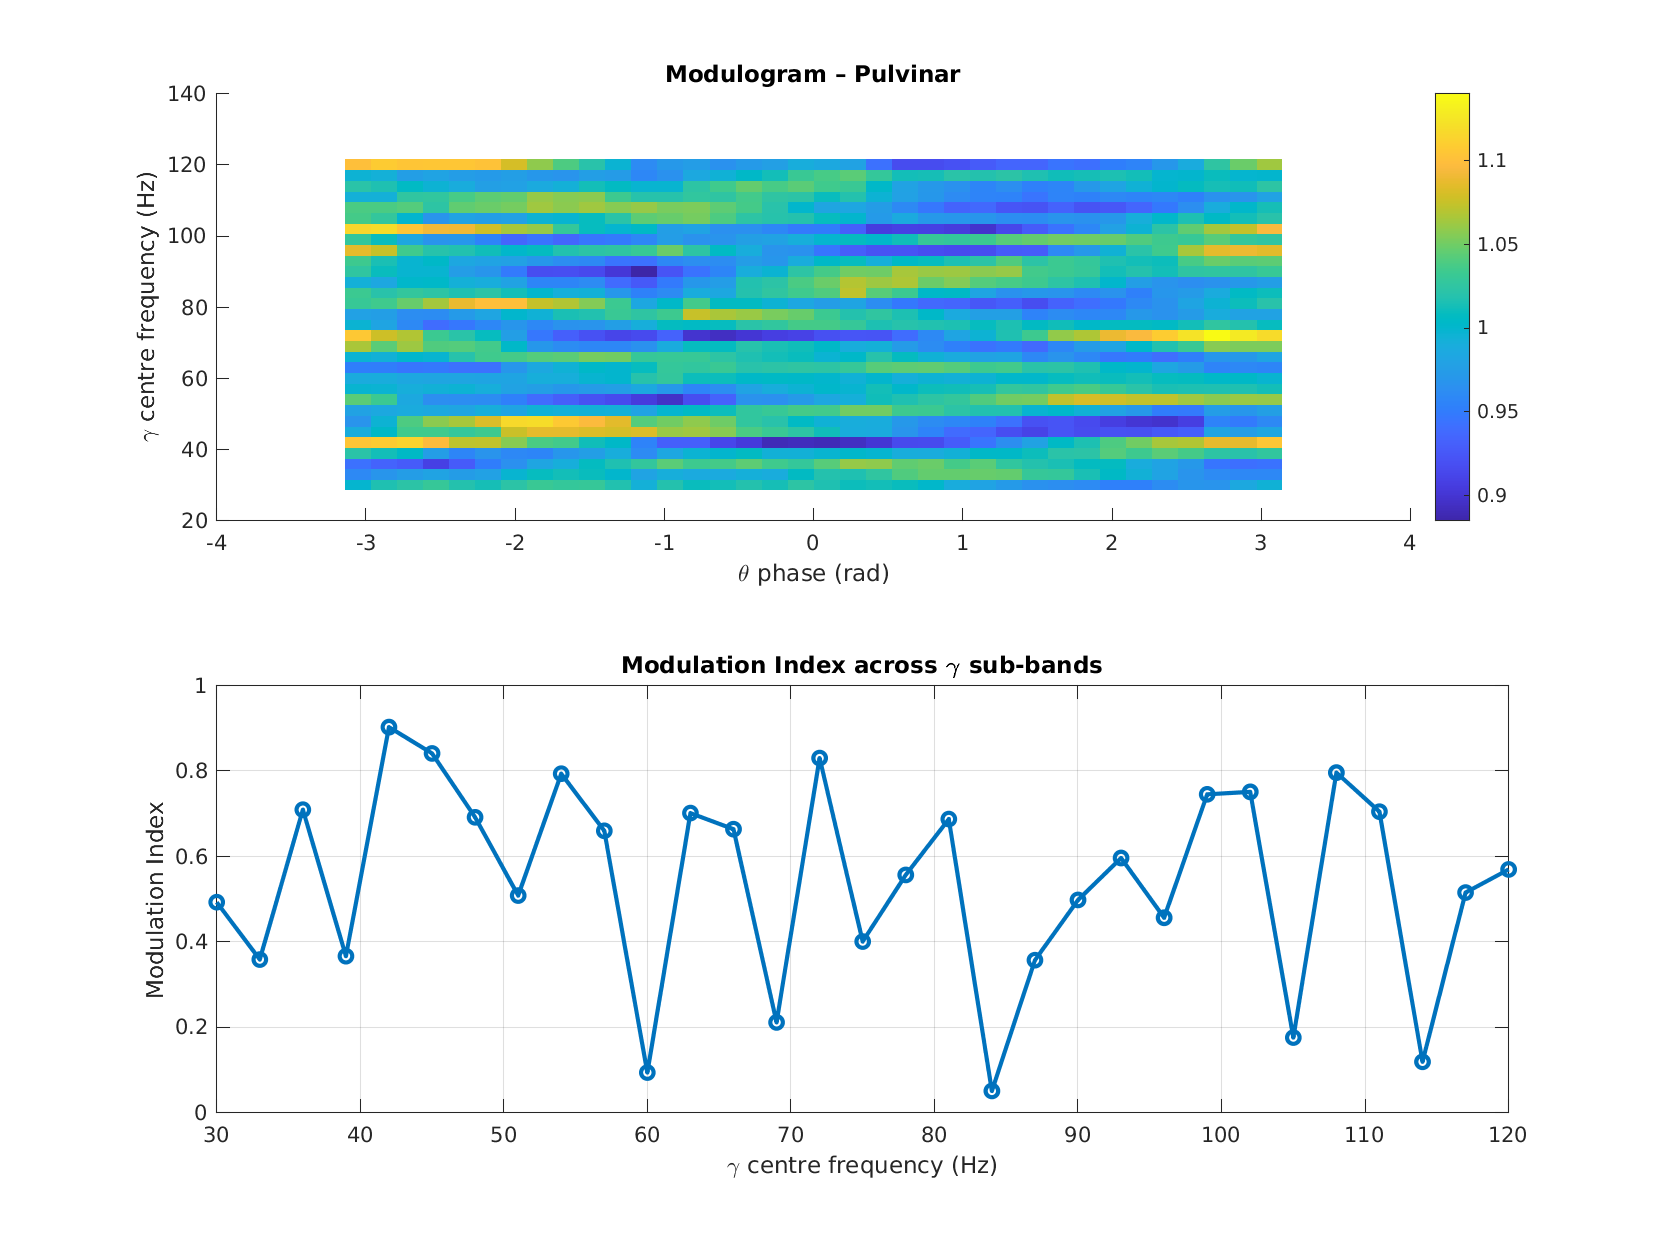 Modulogram – Pulvinar
140
120
100
80
60
40
20
γ centre frequency (Hz)
-4 -3 -2 -1 0 1 2 3 4
θ phase (rad)
1.1
1.05
1
0.95
0.9
Modulation Index across γ sub-bands
1
0.8
0.6
0.4
0.2
0
Modulation Index
30 40 50 60 70 80 90 100 110 120
γ centre frequency (Hz)